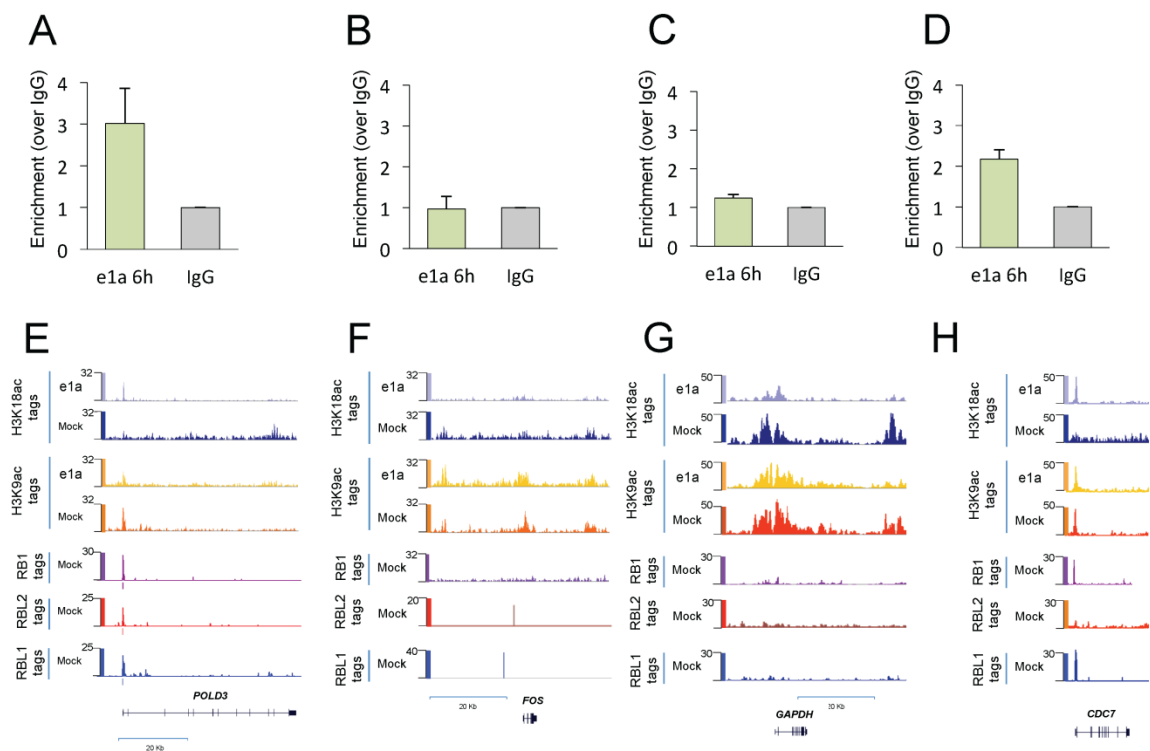 A
B
C
D
Enrichment (over IgG)
4
3
2
1
0
e1a 6h
IgG
Enrichment (over IgG)
4
3
2
1
0
e1a 6h
IgG
Enrichment (over IgG)
4
3
2
1
0
e1a 6h
IgG
Enrichment (over IgG)
4
3
2
1
0
e1a 6h
IgG
E
H3K18ac
tags
e1a
32
Mock
32
H3K9ac
tags
e1a
32
Mock
32
RB1
tags
Mock
30
RBL2
tags
Mock
25
RBL1
tags
Mock
25
POLD3
20 Kb
F
H3K18ac
tags
e1a
32
Mock
32
H3K9ac
tags
e1a
32
Mock
32
RB1
tags
Mock
32
RBL2
tags
Mock
20
RBL1
tags
Mock
40
20 Kb
FOS
G
H3K18ac
tags
e1a
50
Mock
50
H3K9ac
tags
e1a
50
Mock
50
RB1
tags
Mock
30
RBL2
tags
Mock
30
RBL1
tags
Mock
30
GAPDH
H
H3K18ac
tags
e1a
50
Mock
50
H3K9ac
tags
e1a
50
Mock
50
RB1
tags
Mock
30
RBL2
tags
Mock
30
RBL1
tags
Mock
30
CDC7